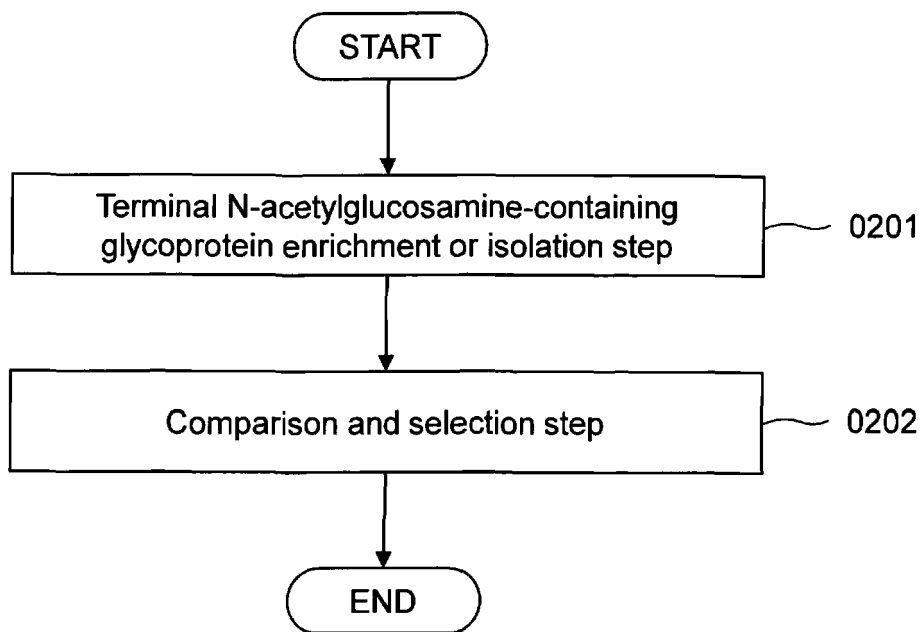 START
Terminal N-acetylglucosamine-containing
glycoprotein enrichment or isolation step
0201
Comparison and selection step
0202
END